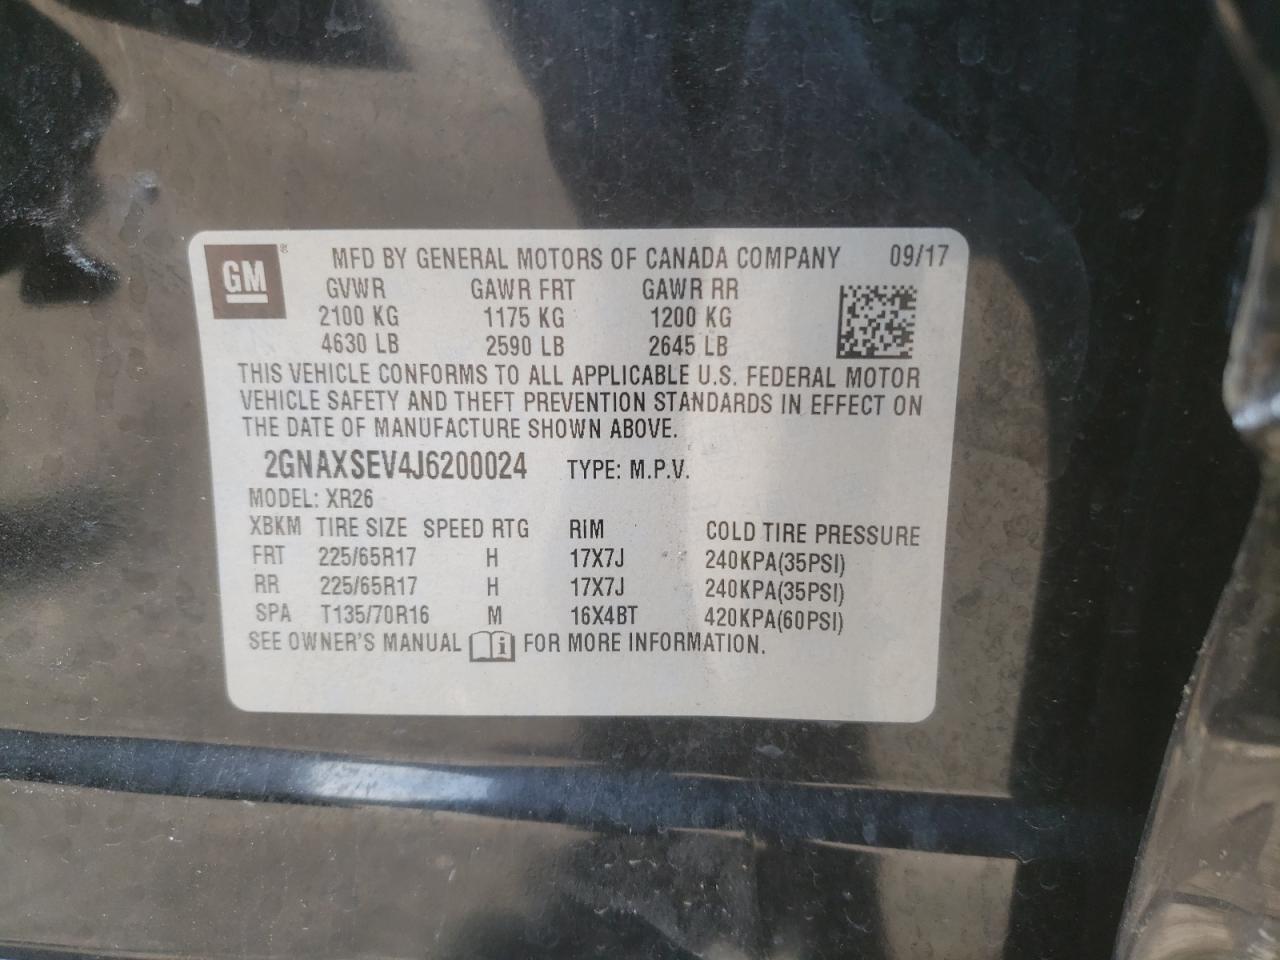 GM ® MFD BY GENERAL MOTORS OF CANADA COMPANY 09/17
GVWR GAWR FRT GAWR RR
2100 KG 1175 KG 1200 KG
4630 LB 2590 LB 2645 LB
THIS VEHICLE CONFORMS TO ALL APPLICABLE U.S. FEDERAL MOTOR
VEHICLE SAFETY AND THEFT PREVENTION STANDARDS IN EFFECT ON
THE DATE OF MANUFACTURE SHOWN ABOVE.
2GNAXSEV4J6200024 TYPE: M.P.V.
MODEL: XR26
XBKM TIRE SIZE SPEED RTG RIM COLD TIRE PRESSURE
FRT 225/65R17 H 17X7J 240KPA(35PSI)
RR 225/65R17 H 17X7J 240KPA(35PSI)
SPA T135/70R16 M 16X4BT 420KPA(60PSI)
SEE OWNER'S MANUAL i FOR MORE INFORMATION.